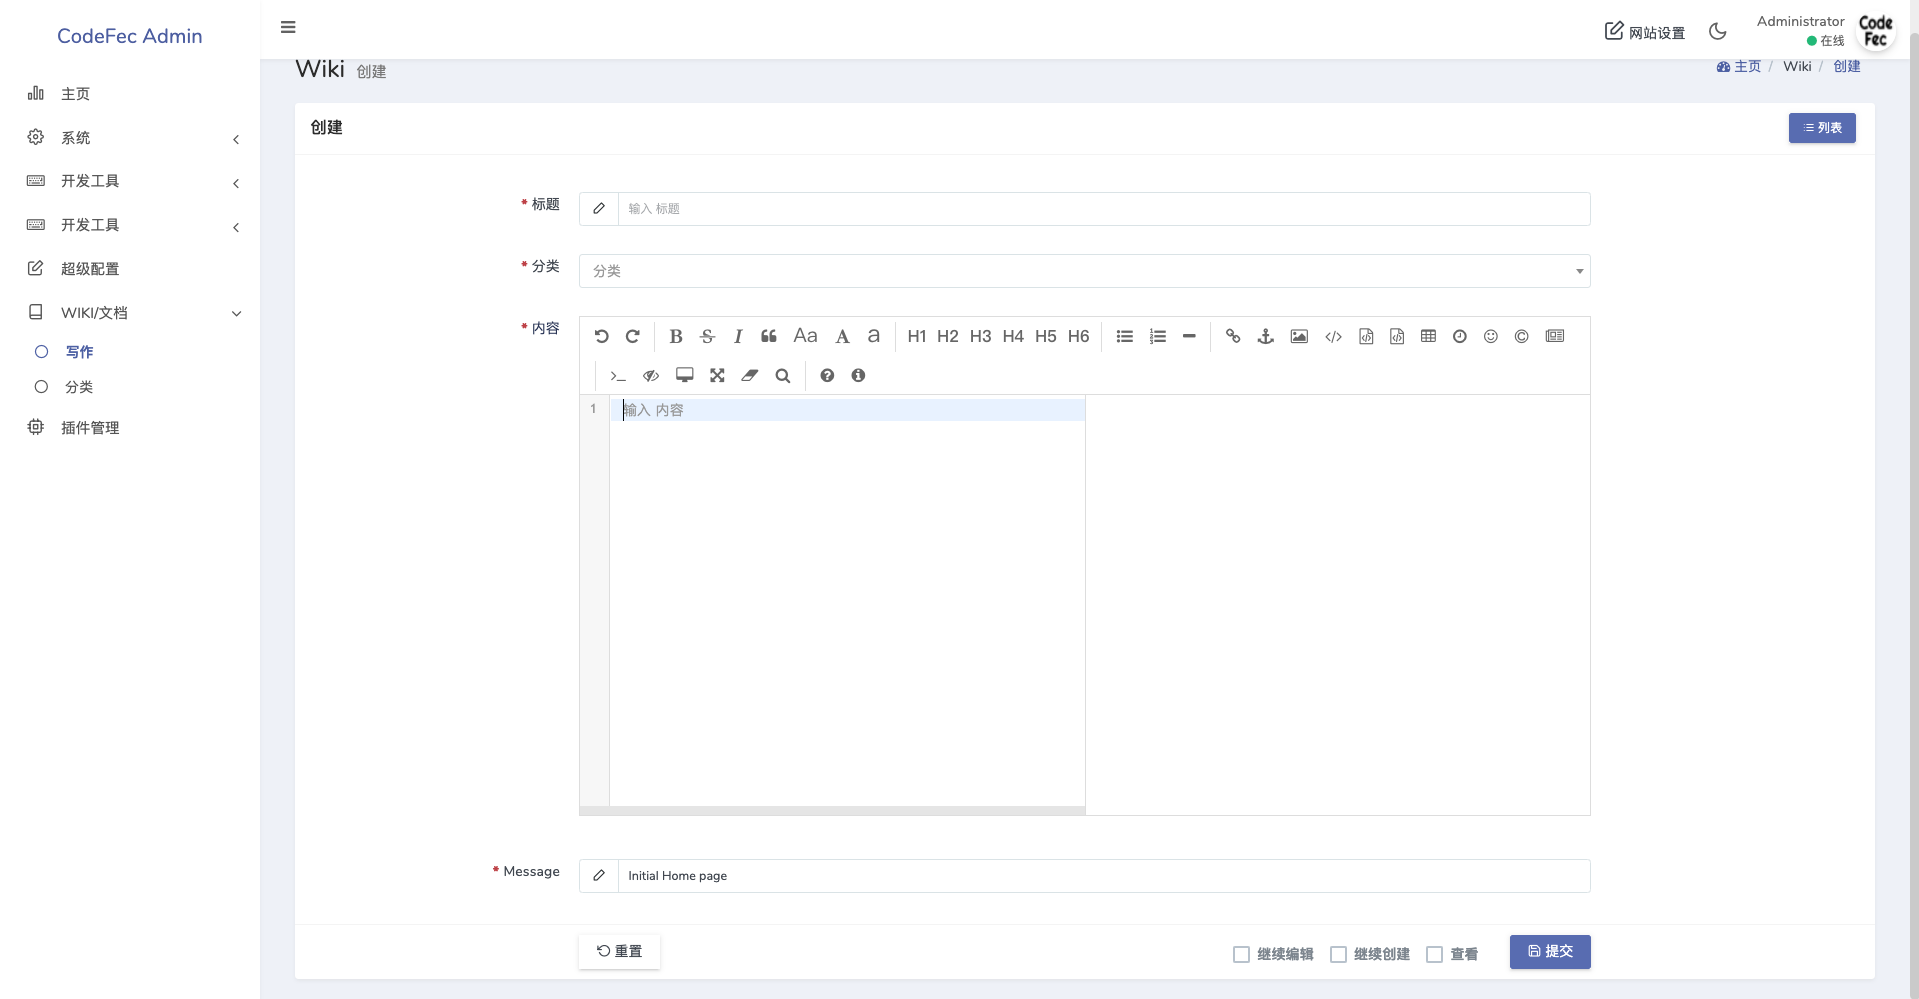 CodeFec Admin
主页
系统
开发工具
开发工具
超级配置
WIKI/文档
写作
分类
插件管理
网站设置
Administrator
在线
Code
Fec
Wiki 创建
主页 / Wiki / 创建
创建
列表
* 标题
输入 标题
* 分类
分类
* 内容
B S I Aa A a H1 H2 H3 H4 H5 H6
1 输入 内容
* Message
Initial Home page
重置
继续编辑
继续创建
查看
提交